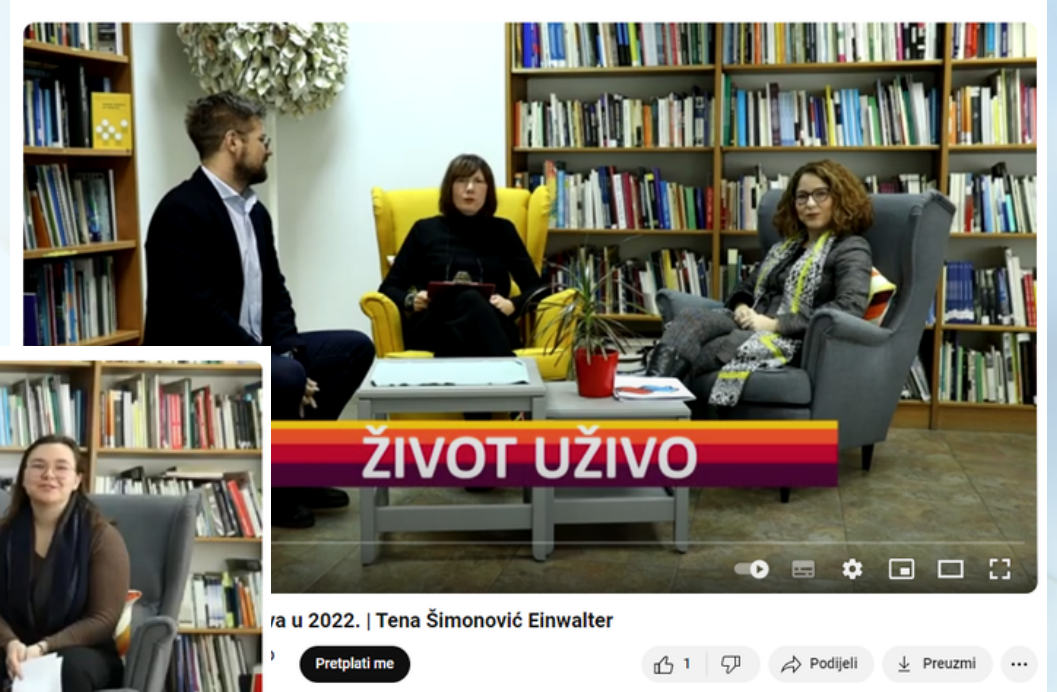 ŽIVOT UŽIVO
va u 2022. | Tena Šimonović Einwalter
Pretplati me
1
Podijeli
Preuzmi